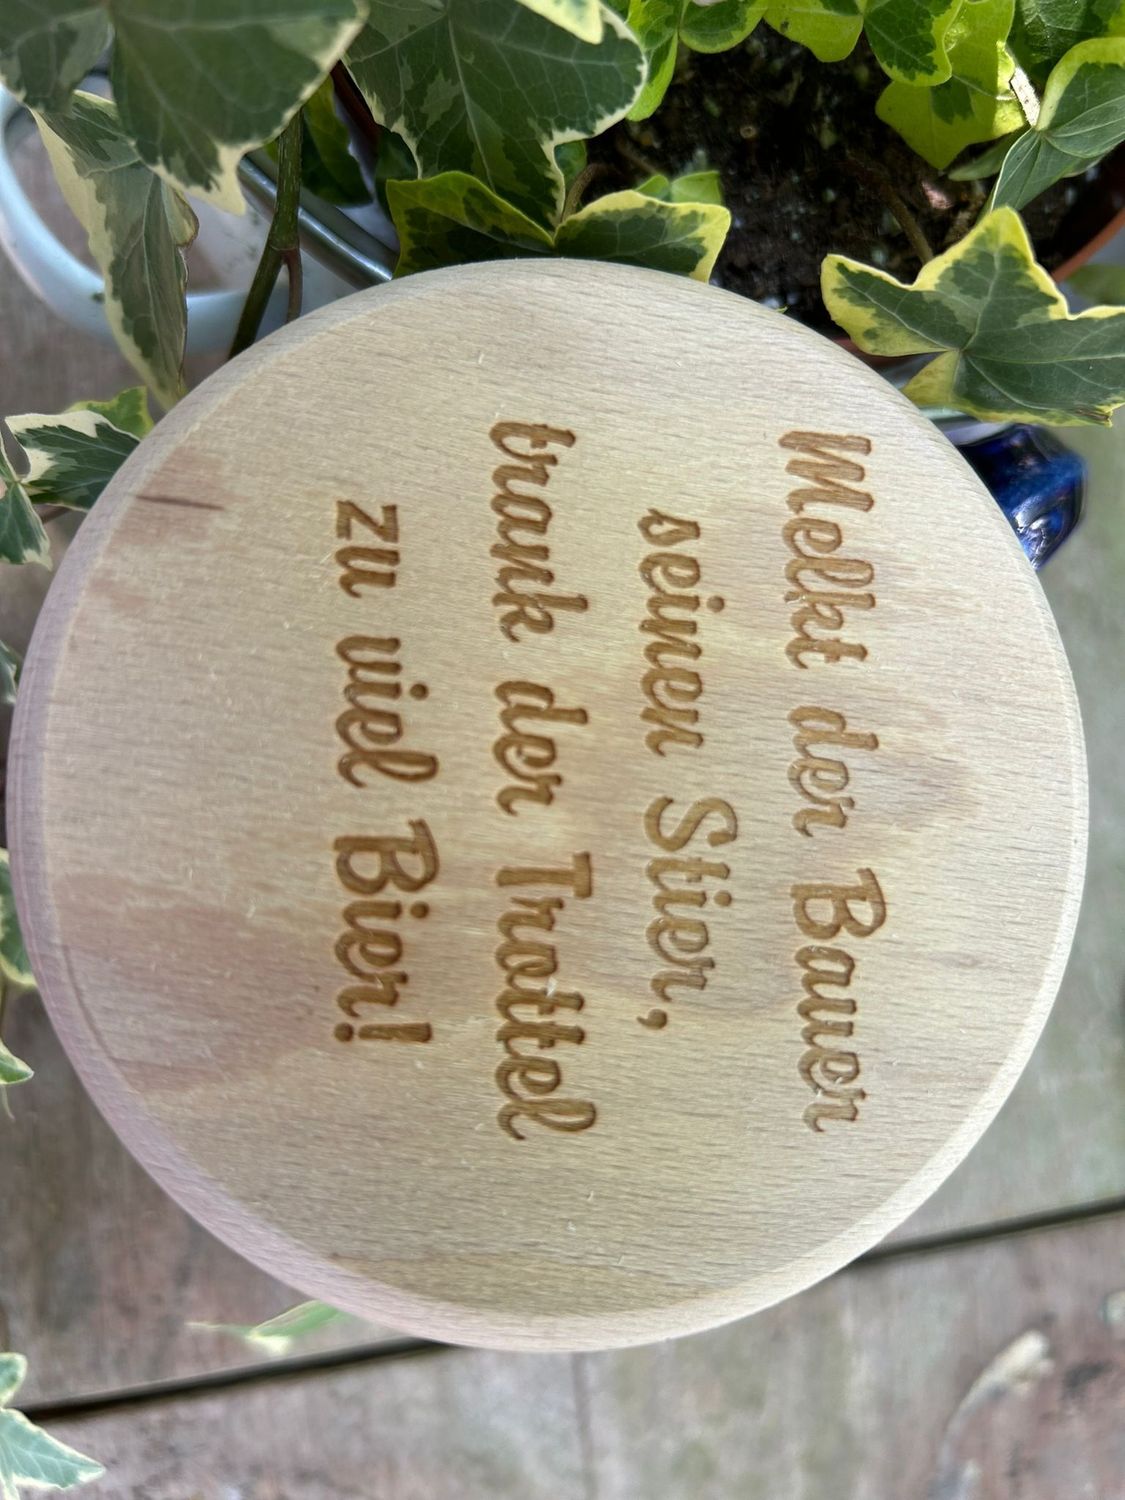 Melkt der Bauer
seinen Stier,
trank der Trottel
zu viel Bier!